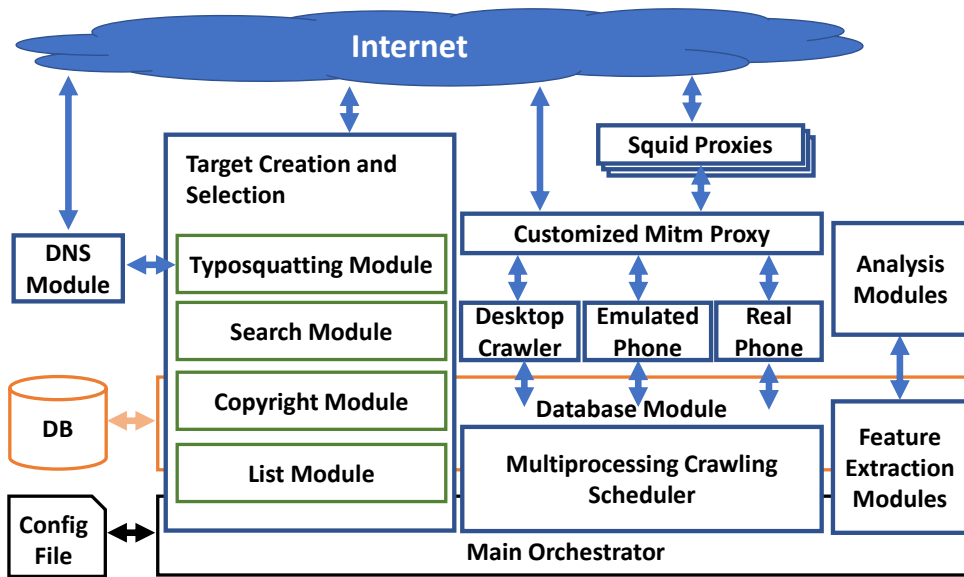 Internet
Squid Proxies
Target Creation and
Selection
Customized Mitm Proxy
DNS
Module
Typosquatting Module
Analysis
Modules
Search Module
Desktop
Crawler
Emulated
Phone
Real
Phone
Copyright Module
Database Module
DB
List Module
Multiprocessing Crawling
Scheduler
Feature
Extraction
Modules
Config
File
Main Orchestrator